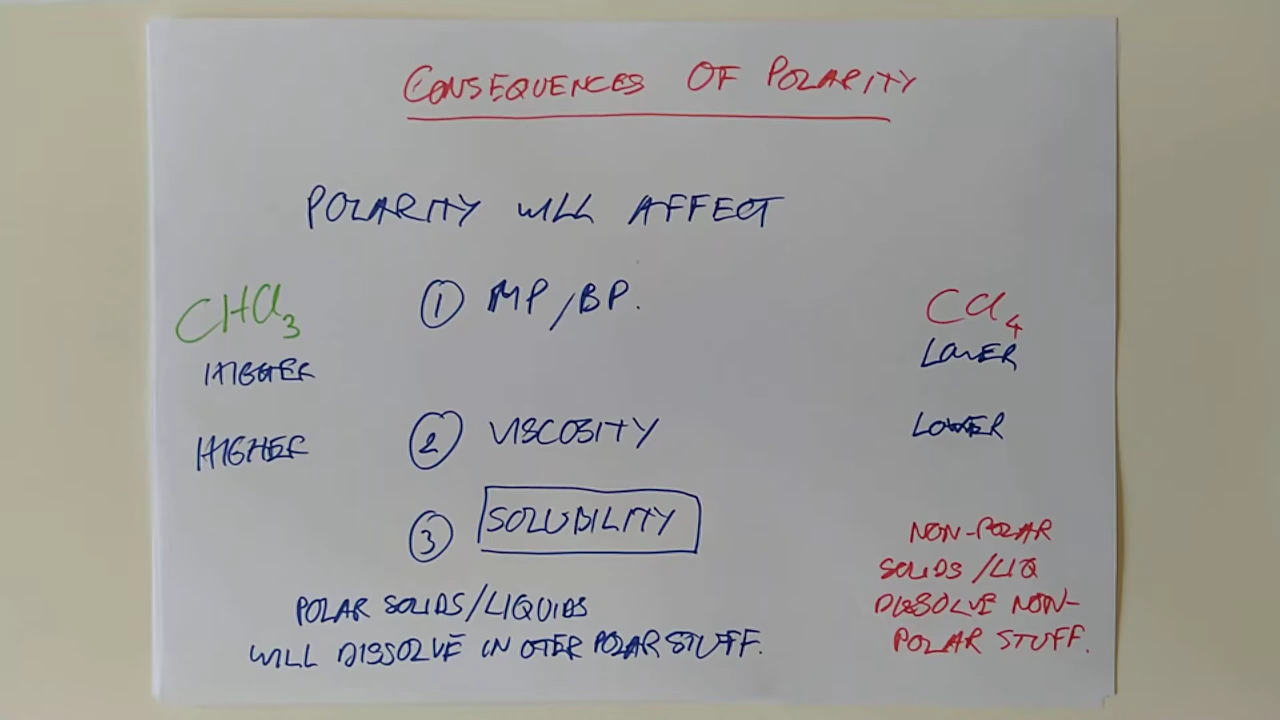 CONSEQUENCES OF POLARITY
POLARITY WILL AFFECT
CHCl3
① MP/BP.
CCl4
HIGHER
LOWER
HIGHER
② VISCOSITY
LOWER
③ SOLUBILITY
POLAR SOLIDS/LIQUIDS
WILL DISSOLVE IN OTER POLAR STUFF.
NON-POLAR
SOLIDS/LIQ
DISSOLVE NON-
POLAR STUFF.